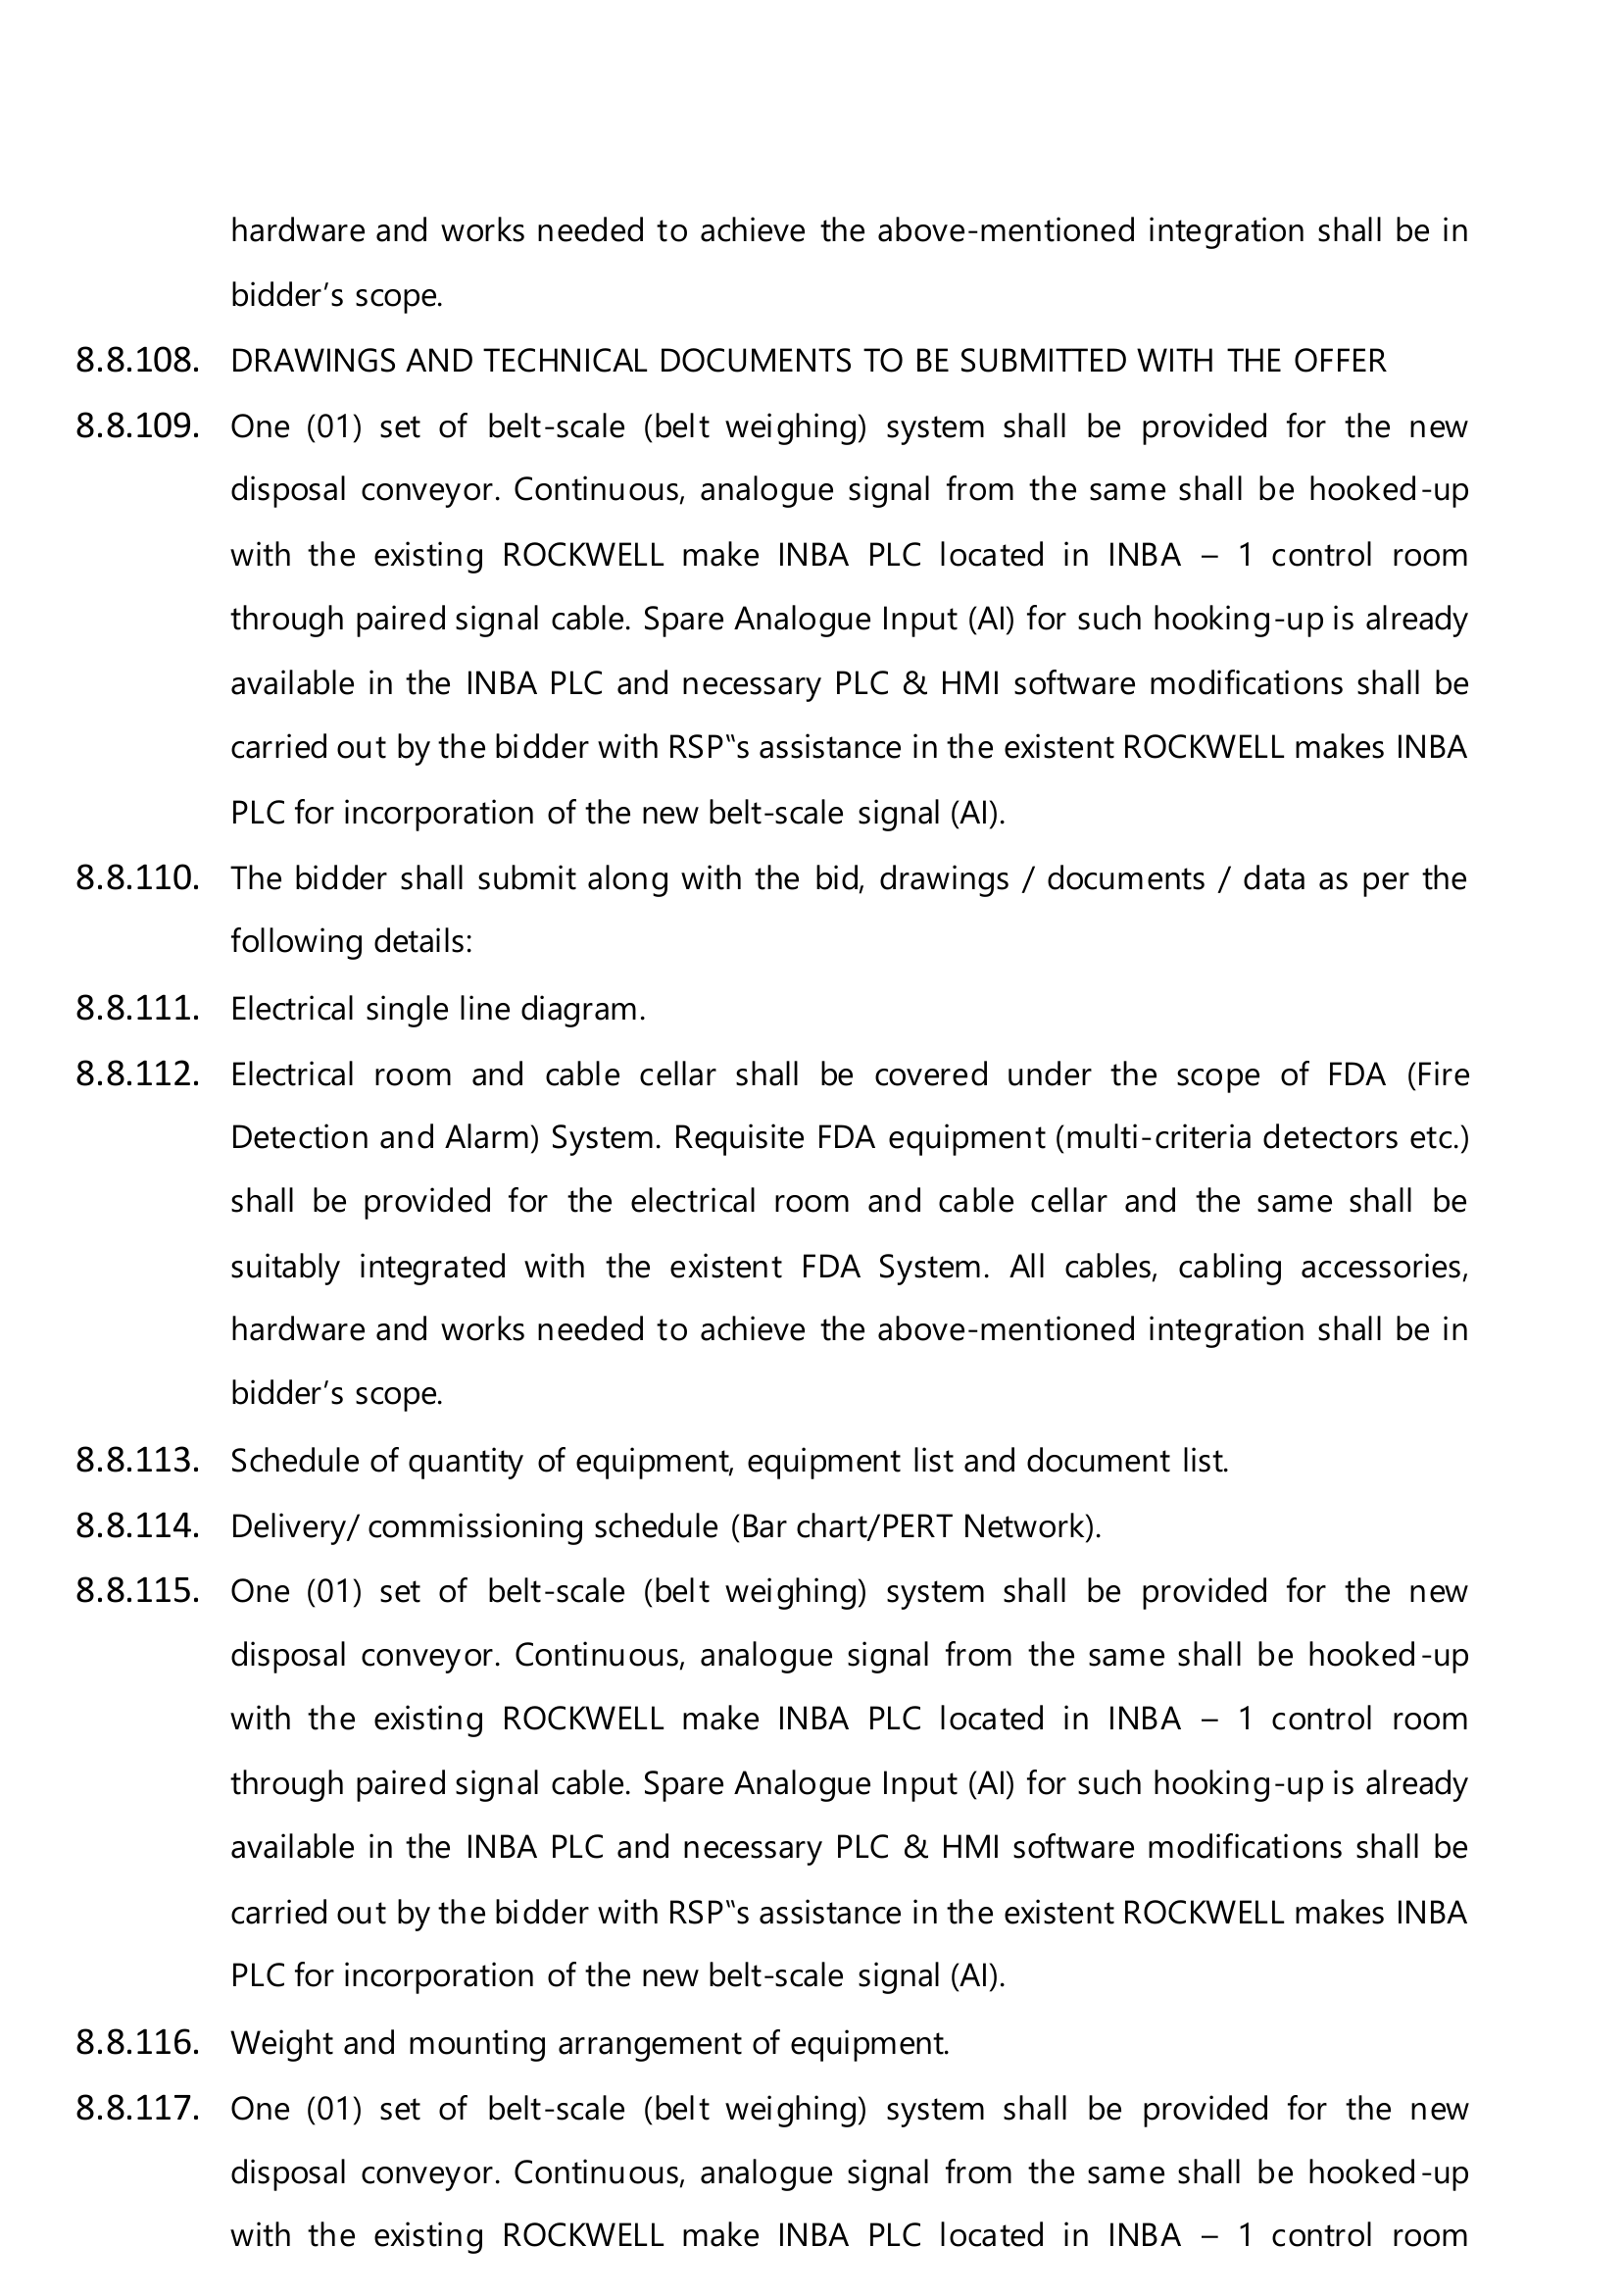 hardware and works needed to achieve the above-mentioned integration shall be in
bidder’s scope.
8.8.108. DRAWINGS AND TECHNICAL DOCUMENTS TO BE SUBMITTED WITH THE OFFER
8.8.109. One (01) set of belt-scale (belt weighing) system shall be provided for the new
disposal conveyor. Continuous, analogue signal from the same shall be hooked-up
with the existing ROCKWELL make INBA PLC located in INBA – 1 control room
through paired signal cable. Spare Analogue Input (AI) for such hooking-up is already
available in the INBA PLC and necessary PLC & HMI software modifications shall be
carried out by the bidder with RSP‟s assistance in the existent ROCKWELL makes INBA
PLC for incorporation of the new belt-scale signal (AI).
8.8.110. The bidder shall submit along with the bid, drawings / documents / data as per the
following details:
8.8.111. Electrical single line diagram.
8.8.112. Electrical room and cable cellar shall be covered under the scope of FDA (Fire
Detection and Alarm) System. Requisite FDA equipment (multi-criteria detectors etc.)
shall be provided for the electrical room and cable cellar and the same shall be
suitably integrated with the existent FDA System. All cables, cabling accessories,
hardware and works needed to achieve the above-mentioned integration shall be in
bidder’s scope.
8.8.113. Schedule of quantity of equipment, equipment list and document list.
8.8.114. Delivery/ commissioning schedule (Bar chart/PERT Network).
8.8.115. One (01) set of belt-scale (belt weighing) system shall be provided for the new
disposal conveyor. Continuous, analogue signal from the same shall be hooked-up
with the existing ROCKWELL make INBA PLC located in INBA – 1 control room
through paired signal cable. Spare Analogue Input (AI) for such hooking-up is already
available in the INBA PLC and necessary PLC & HMI software modifications shall be
carried out by the bidder with RSP‟s assistance in the existent ROCKWELL makes INBA
PLC for incorporation of the new belt-scale signal (AI).
8.8.116. Weight and mounting arrangement of equipment.
8.8.117. One (01) set of belt-scale (belt weighing) system shall be provided for the new
disposal conveyor. Continuous, analogue signal from the same shall be hooked-up
with the existing ROCKWELL make INBA PLC located in INBA – 1 control room